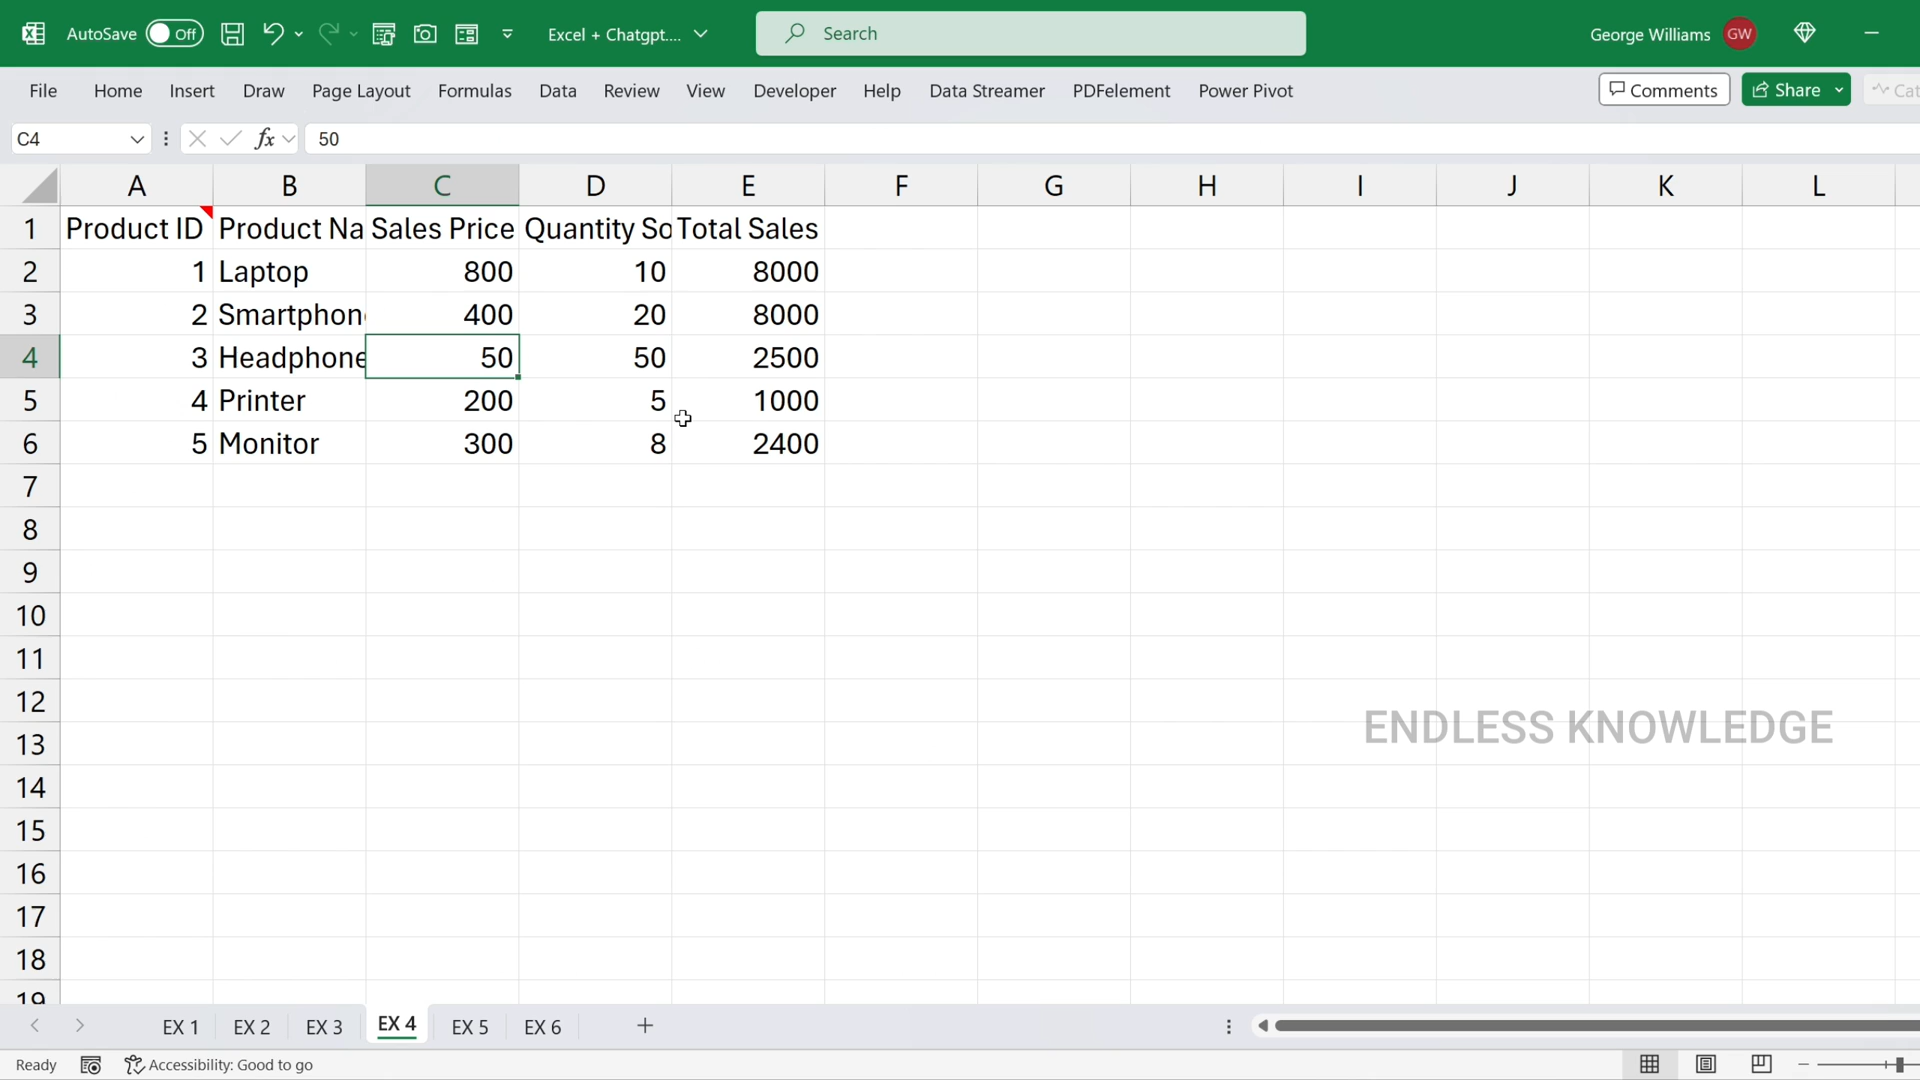 AutoSave Off Excel + Chatgpt.... Search George Williams GW
File Home Insert Draw Page Layout Formulas Data Review View Developer Help Data Streamer PDFelement Power Pivot Comments Share Cat
C4 fx 50
A B C D E F G H I J K L
1 Product ID Product Na Sales Price Quantity So Total Sales
2 1 Laptop 800 10 8000
3 2 Smartphon 400 20 8000
4 3 Headphone 50 50 2500
5 4 Printer 200 5 1000
6 5 Monitor 300 8 2400
7
8
9
10
11
12
ENDLESS KNOWLEDGE
13
14
15
16
17
18
19
EX 1 EX 2 EX 3 EX 4 EX 5 EX 6
Ready Accessibility: Good to go